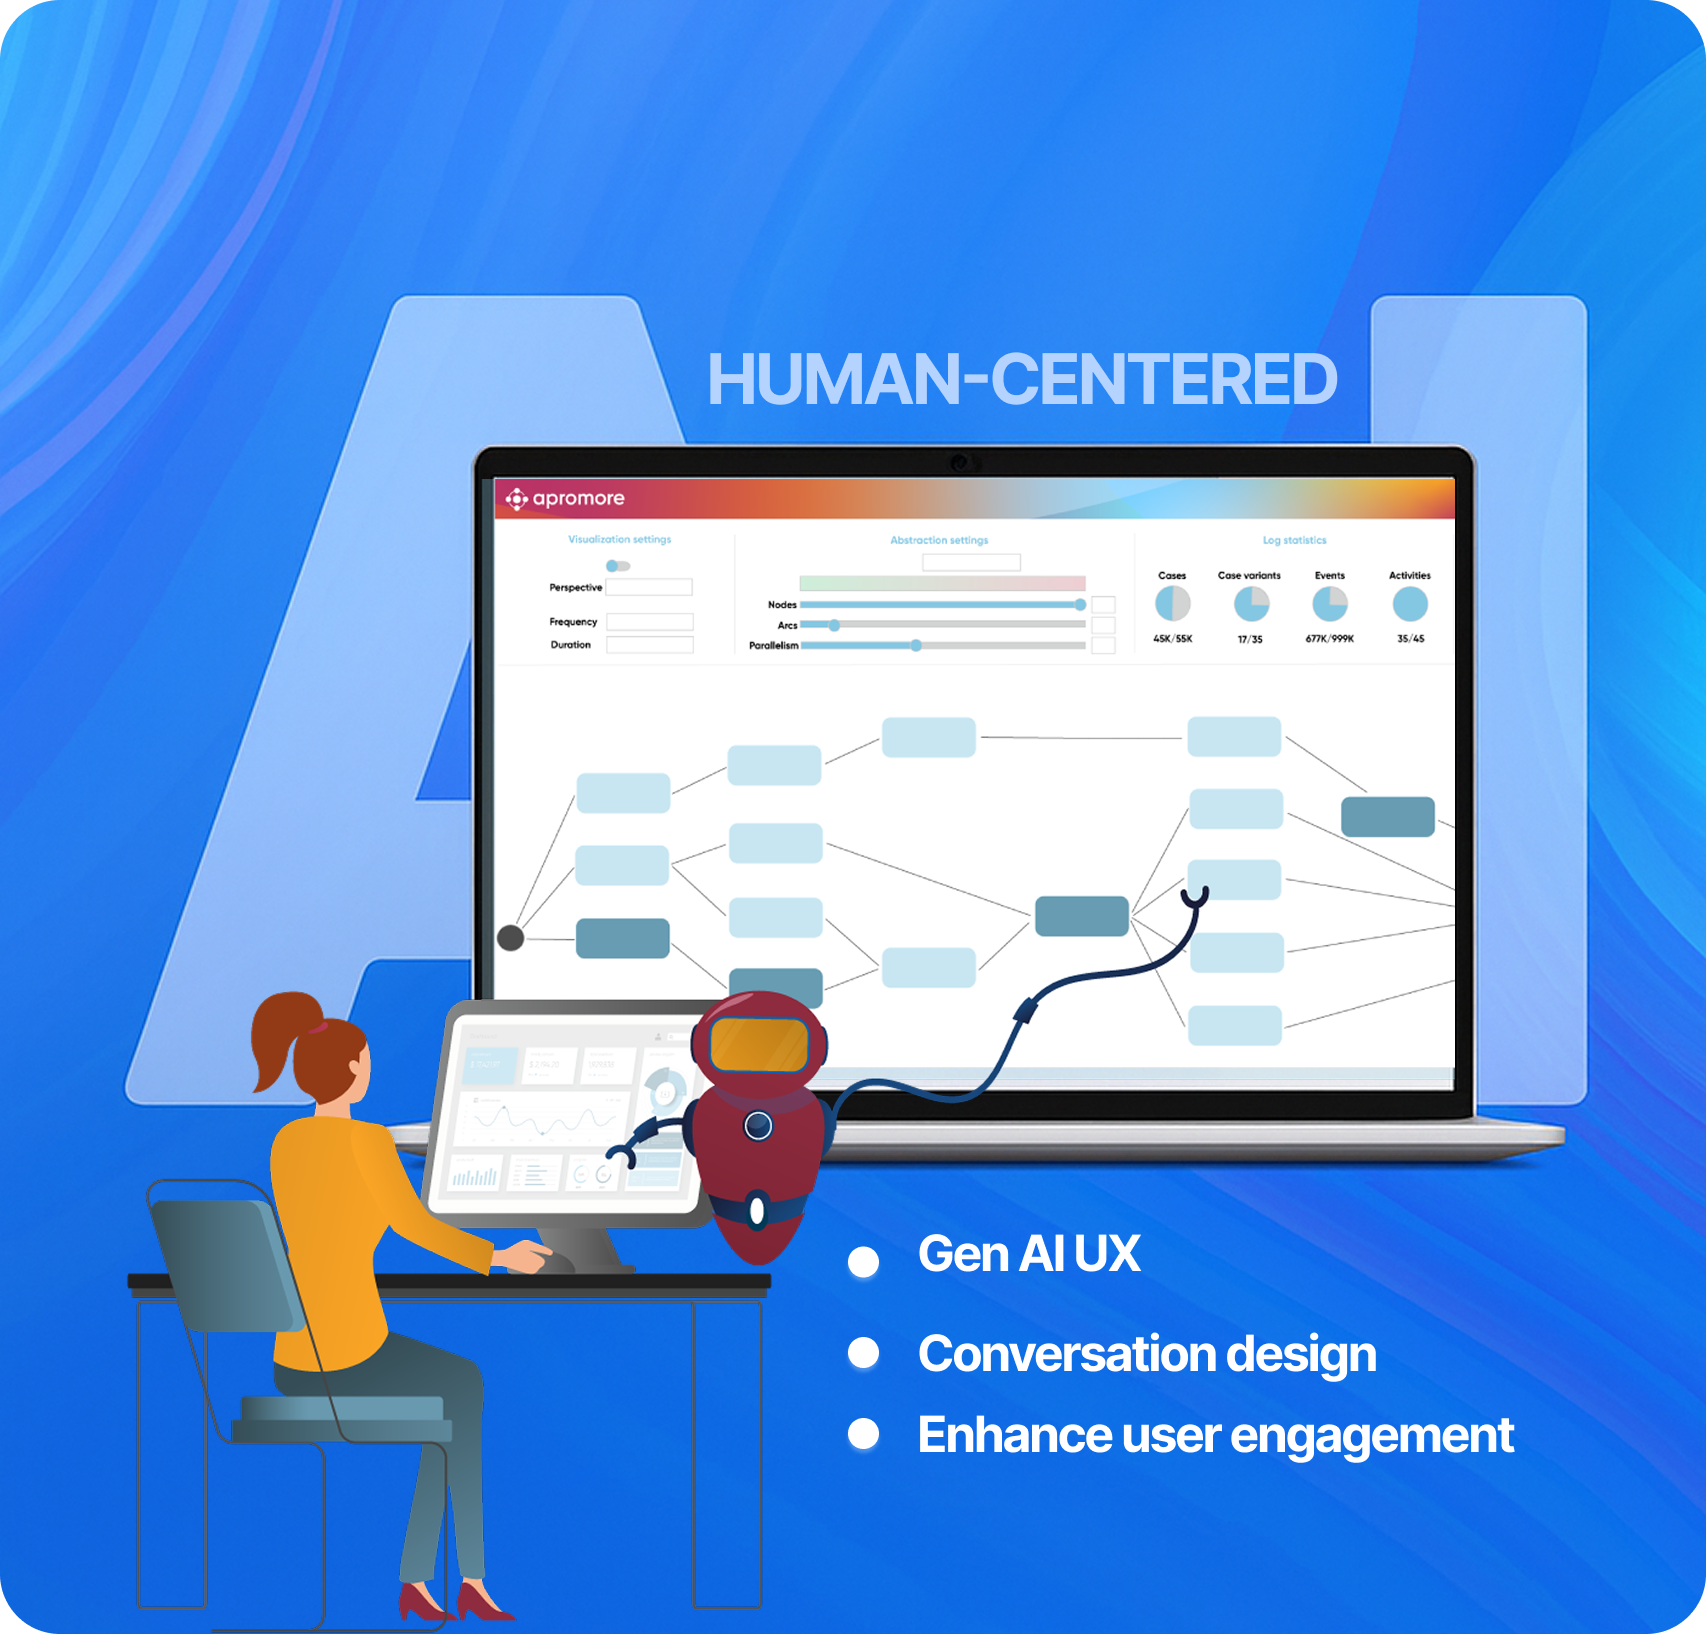 AI
HUMAN-CENTERED
apromore
Visualization settings
Perspective
Frequency
Duration
Abstraction settings
Nodes
Arcs
Parallelism
Log statistics
Cases
Case variants
Events
Activities
45K/55K
17/35
677K/999K
35/45
Gen AI UX
Conversation design
Enhance user engagement